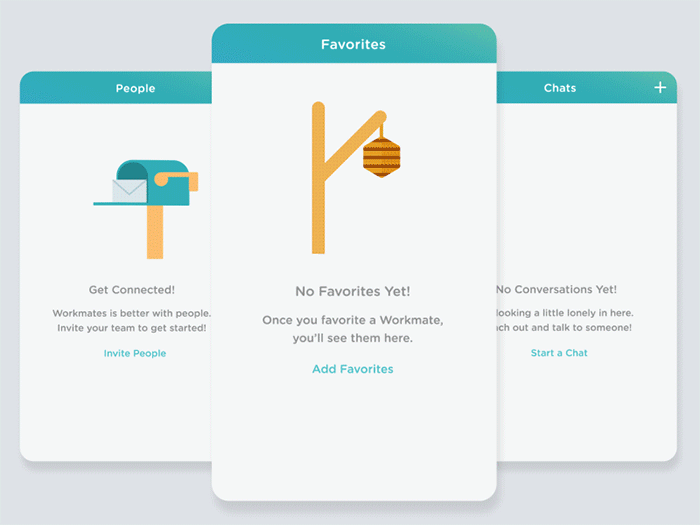 People
Get Connected!
Workmates is better with people.
Invite your team to get started!
Invite People
Favorites
No Favorites Yet!
Once you favorite a Workmate,
you'll see them here.
Add Favorites
Chats
No Conversations Yet!
looking a little lonely in here.
out and talk to someone!
Start a Chat